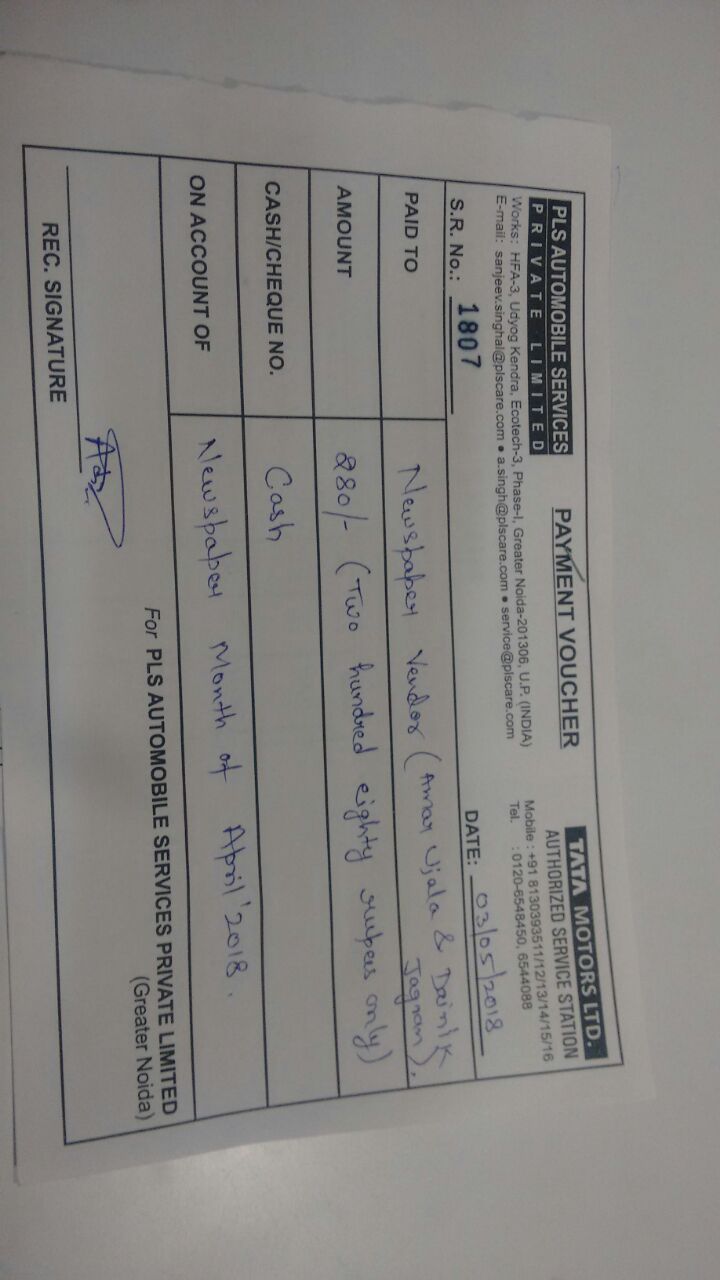 PLS AUTOMOBILE SERVICES
PRIVATE LIMITED
PAYMENT VOUCHER
TATA MOTORS LTD.
AUTHORIZED SERVICE STATION
Works: HFA-3, Udyog Kendra, Ecotech-3, Phase-I, Greater Noida-201306, U.P. (INDIA)
E-mail: sanjeev.singhal@plscare.com • a.singh@plscare.com • service@plscare.com
Mobile : +91 8130393511/12/13/14/15/16
Tel. : 0120-6548450, 6544088
S.R. No.: 1807
DATE: 03/05/2018
PAID TO Newspaper Vendor (Amar Ujala & Dainik
Jagran).
AMOUNT 280/- (Two hundred eighty rupees only)
CASH/CHEQUE NO. Cash
ON ACCOUNT OF Newspaper Month of April'2018.
For PLS AUTOMOBILE SERVICES PRIVATE LIMITED
(Greater Noida)
REC. SIGNATURE